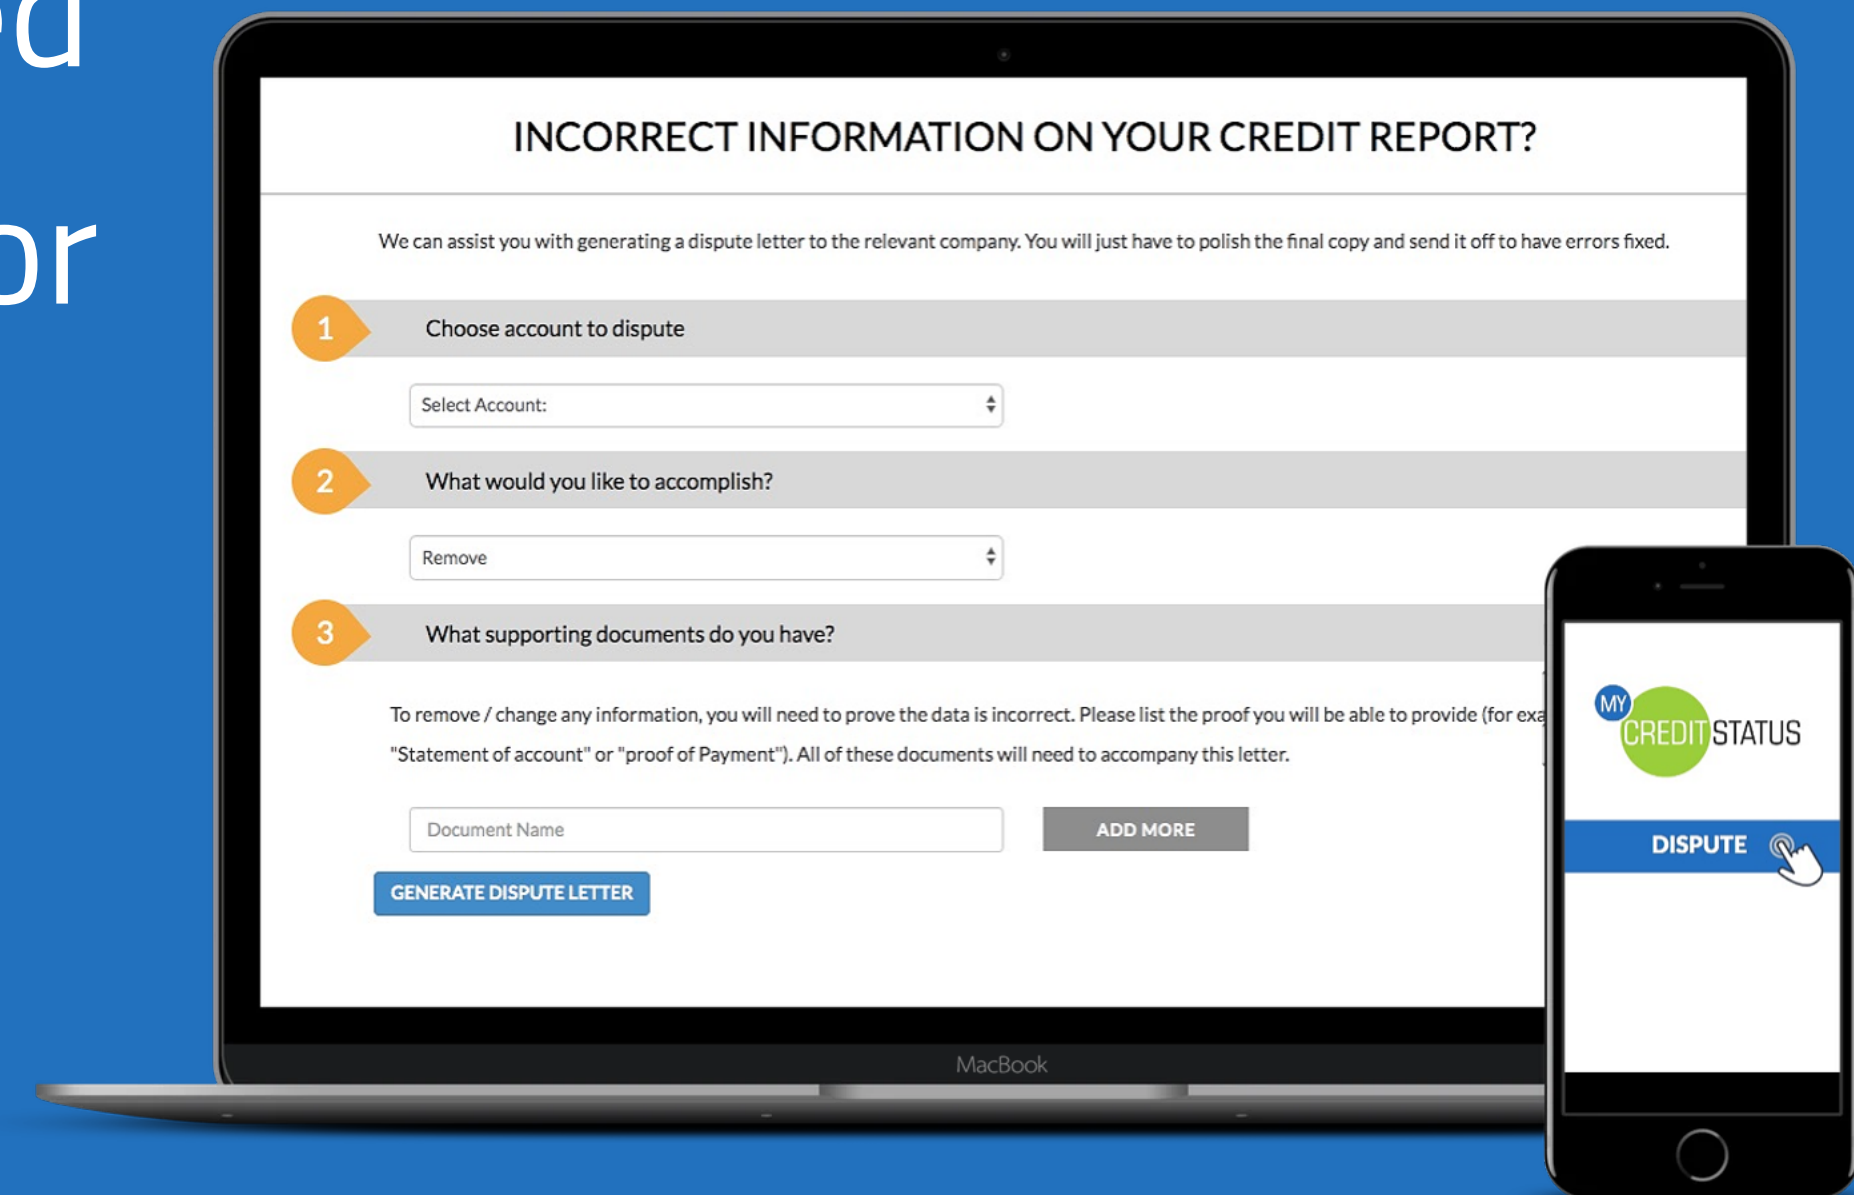 ed
or
INCORRECT INFORMATION ON YOUR CREDIT REPORT?
We can assist you with generating a dispute letter to the relevant company. You will just have to polish the final copy and send it off to have errors fixed.
1 Choose account to dispute
Select Account:
2 What would you like to accomplish?
Remove
3 What supporting documents do you have?
To remove / change any information, you will need to prove the data is incorrect. Please list the proof you will be able to provide (for exa
"Statement of account" or "proof of Payment"). All of these documents will need to accompany this letter.
Document Name ADD MORE
GENERATE DISPUTE LETTER
MacBook
MY
CREDIT STATUS
DISPUTE